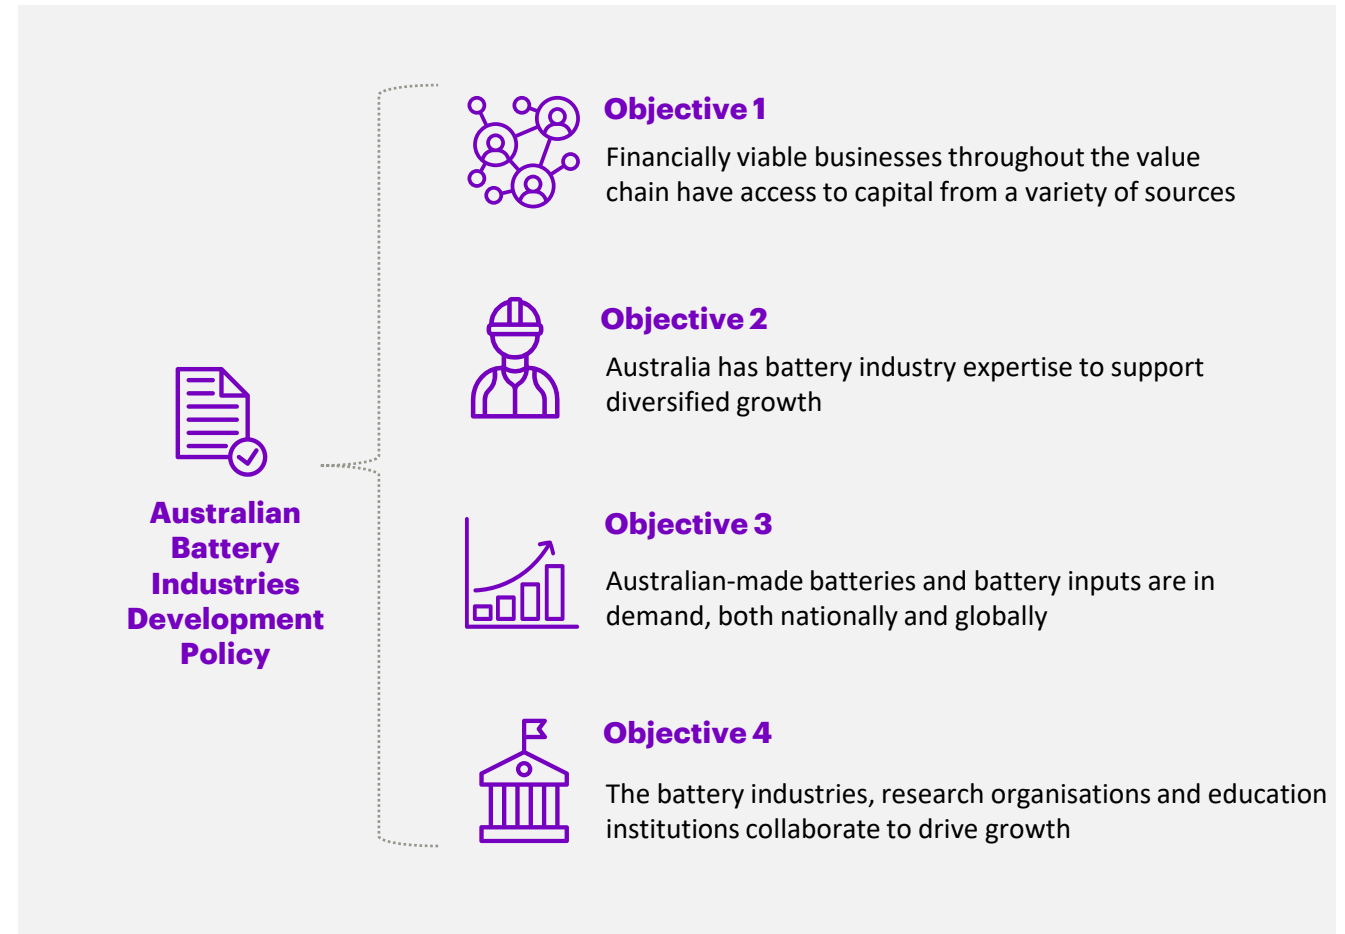 Australian
Battery
Industries
Development
Policy
Objective 1
Financially viable businesses throughout the value
chain have access to capital from a variety of sources
Objective 2
Australia has battery industry expertise to support
diversified growth
Objective 3
Australian-made batteries and battery inputs are in
demand, both nationally and globally
Objective 4
The battery industries, research organisations and education
institutions collaborate to drive growth